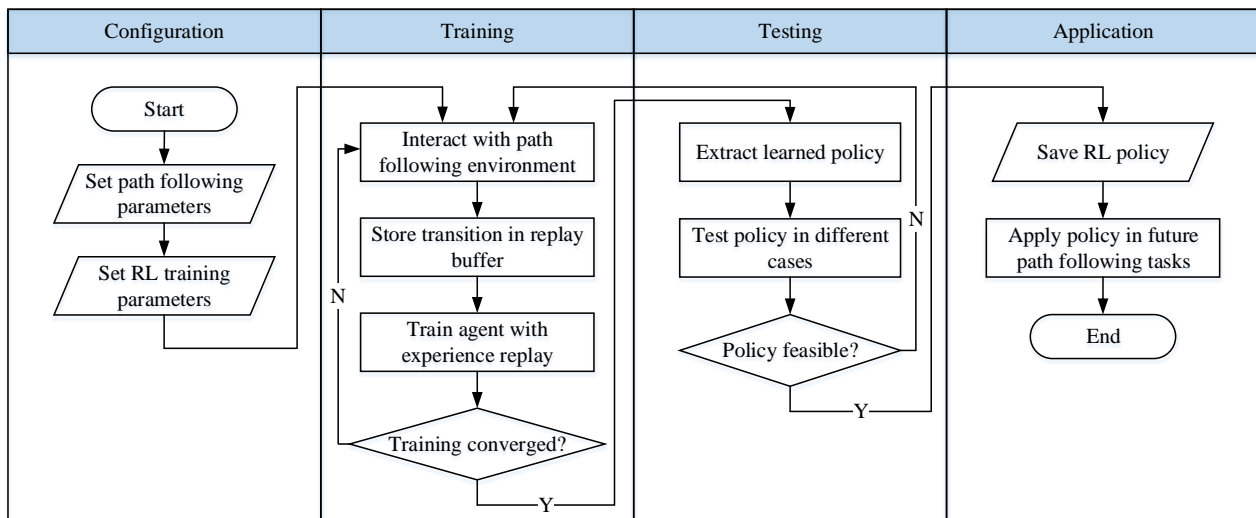 Configuration
Training
Testing
Application
Start
Set path following
parameters
Set RL training
parameters
Interact with path
following environment
Store transition in replay
buffer
N
Train agent with
experience replay
Training converged?
Y
Extract learned policy
N
Test policy in different
cases
Policy feasible?
Y
Save RL policy
Apply policy in future
path following tasks
End